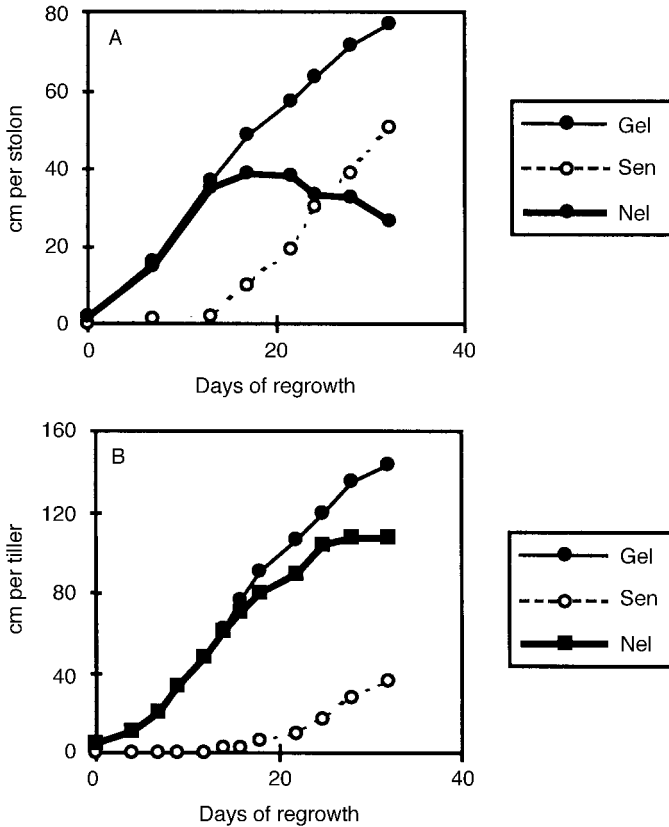 80
A
60
40
20
0
cm per stolon
0
20
40
Days of regrowth
Gel
Sen
Nel
160
B
120
80
40
0
cm per tiller
0
20
40
Days of regrowth
Gel
Sen
Nel